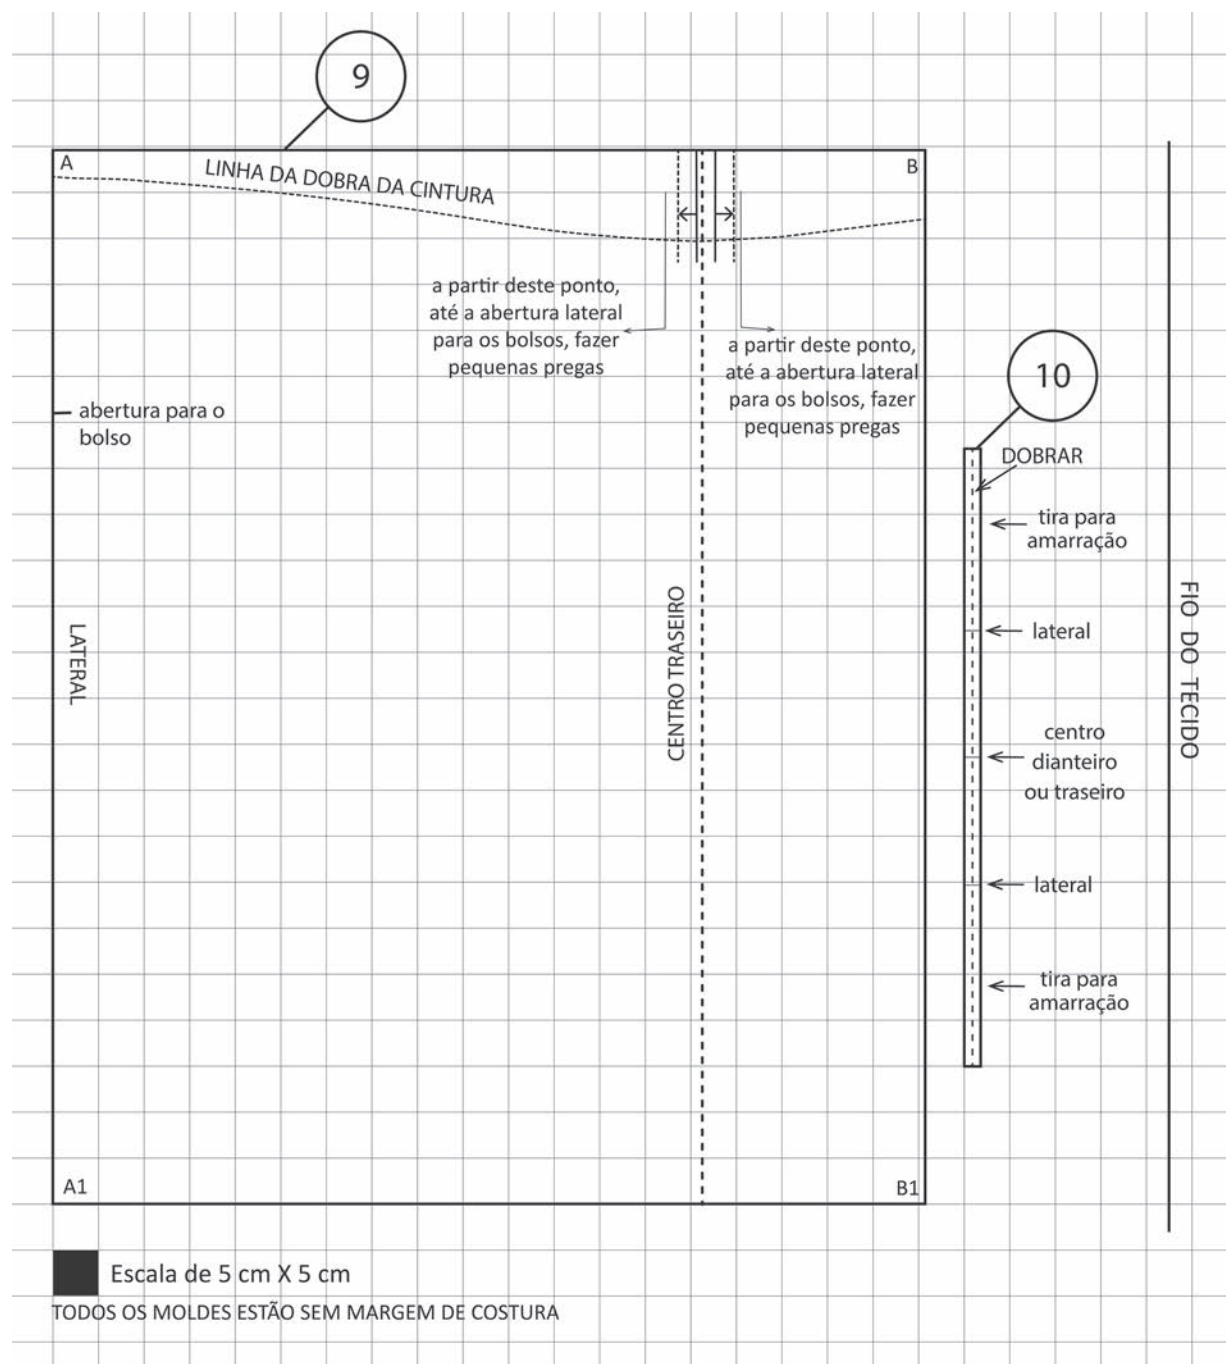 9
A
LINHA DA DOBRA DA CINTURA
B
a partir deste ponto,
até a abertura lateral
para os bolsos, fazer
pequenas pregas
a partir deste ponto,
até a abertura lateral
para os bolsos, fazer
pequenas pregas
abertura para o
bolso
10
DOBRAR
tira para
amarração
lateral
centro
dianteiro
ou traseiro
lateral
tira para
amarração
FIO DO TECIDO
LATERAL
CENTRO TRASEIRO
A1
B1
Escala de 5 cm X 5 cm
TODOS OS MOLDES ESTÃO SEM MARGEM DE COSTURA